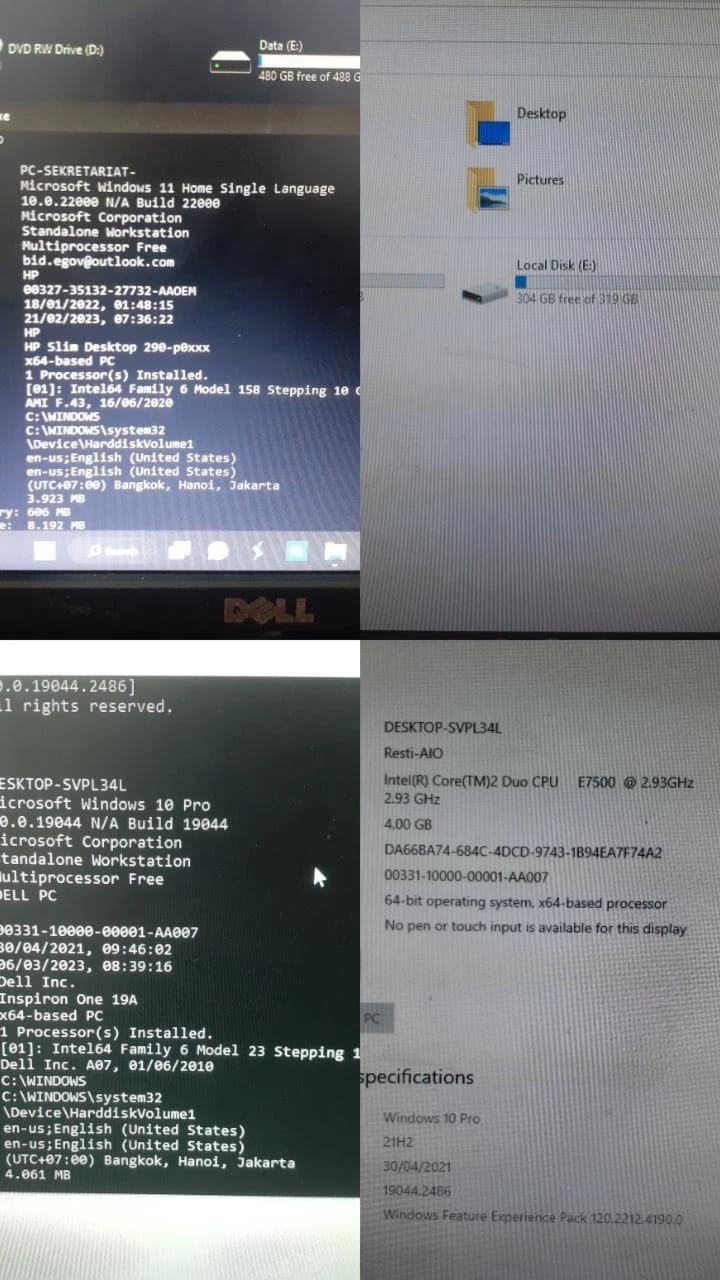 DVD RW Drive (D:)
Data (E:)
480 GB free of 488 G
PC-SEKRETARIAT-
Microsoft Windows 11 Home Single Language
10.0.22000 N/A Build 22000
Microsoft Corporation
Standalone Workstation
Multiprocessor Free
bid.egov@outlook.com
HP
00327-35132-27732-AAOEM
18/01/2022, 01:48:15
21/02/2023, 07:36:22
HP
HP Slim Desktop 290-p0xxx
x64-based PC
1 Processor(s) Installed.
[01]: Intel64 Family 6 Model 158 Stepping 10 G
AMI F.43, 16/06/2020
C:\WINDOWS
C:\WINDOWS\system32
\Device\HarddiskVolume1
en-us;English (United States)
en-us;English (United States)
(UTC+07:00) Bangkok, Hanoi, Jakarta
3.923 MB
ry: 606 MB
e: 8.192 MB
Search
DELL
Desktop
Pictures
Local Disk (E:)
304 GB free of 319 GB
0.0.19044.2486]
ll rights reserved.
ESKTOP-SVPL34L
icrosoft Windows 10 Pro
0.0.19044 N/A Build 19044
icrosoft Corporation
tandalone Workstation
ultiprocessor Free
ELL PC
00331-10000-00001-AA007
30/04/2021, 09:46:02
06/03/2023, 08:39:16
Dell Inc.
Inspiron One 19A
x64-based PC
1 Processor(s) Installed.
[01]: Intel64 Family 6 Model 23 Stepping 1
Dell Inc. A07, 01/06/2010
C:\WINDOWS
C:\WINDOWS\system32
\Device\HarddiskVolume1
en-us;English (United States)
en-us;English (United States)
(UTC+07:00) Bangkok, Hanoi, Jakarta
4.061 MB
DESKTOP-SVPL34L
Resti-AIO
Intel(R) Core(TM)2 Duo CPU E7500 @ 2.93GHz
2.93 GHz
4.00 GB
DA66BA74-684C-4DCD-9743-1B94EA7F74A2
00331-10000-00001-AA007
64-bit operating system, x64-based processor
No pen or touch input is available for this display
PC
specifications
Windows 10 Pro
21H2
30/04/2021
19044.2486
Windows Feature Experience Pack 120.2212.4190.0